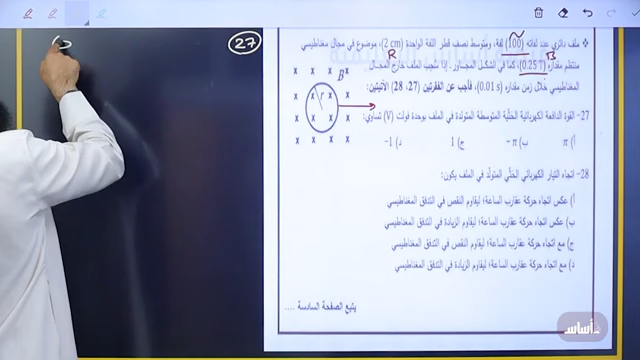 27
❖ ملف دائري عدد لفاته (100) لفة، ومتوسط نصف قطر اللفة الواحدة (2 cm)، موضوع في مجال مغناطيسي
منتظم مقداره (0.25 T)، كما في الشكل المجاور. إذا سُحِب الملف خارج المجال
المغناطيسي خلال زمن مقداره (0.01 s)، فأجب عن الفقرتين (27، 28) الآتيتين:
N
R
B
B
r
27- القوة الدافعة الكهربائية الحثّية المتوسطة المتولدة في الملف بوحدة فولت (V) تساوي:
أ) π
ب) −π
ج) 1
د) −1
28- اتجاه التيار الكهربائي الحثّي المتولّد في الملف يكون:
أ) عكس اتجاه حركة عقارب الساعة؛ ليقاوم النقص في التدفق المغناطيسي
ب) عكس اتجاه حركة عقارب الساعة؛ ليقاوم الزيادة في التدفق المغناطيسي
ج) مع اتجاه حركة عقارب الساعة؛ ليقاوم النقص في التدفق المغناطيسي
د) مع اتجاه حركة عقارب الساعة؛ ليقاوم الزيادة في التدفق المغناطيسي
يتبع الصفحة السادسة ....
أساس